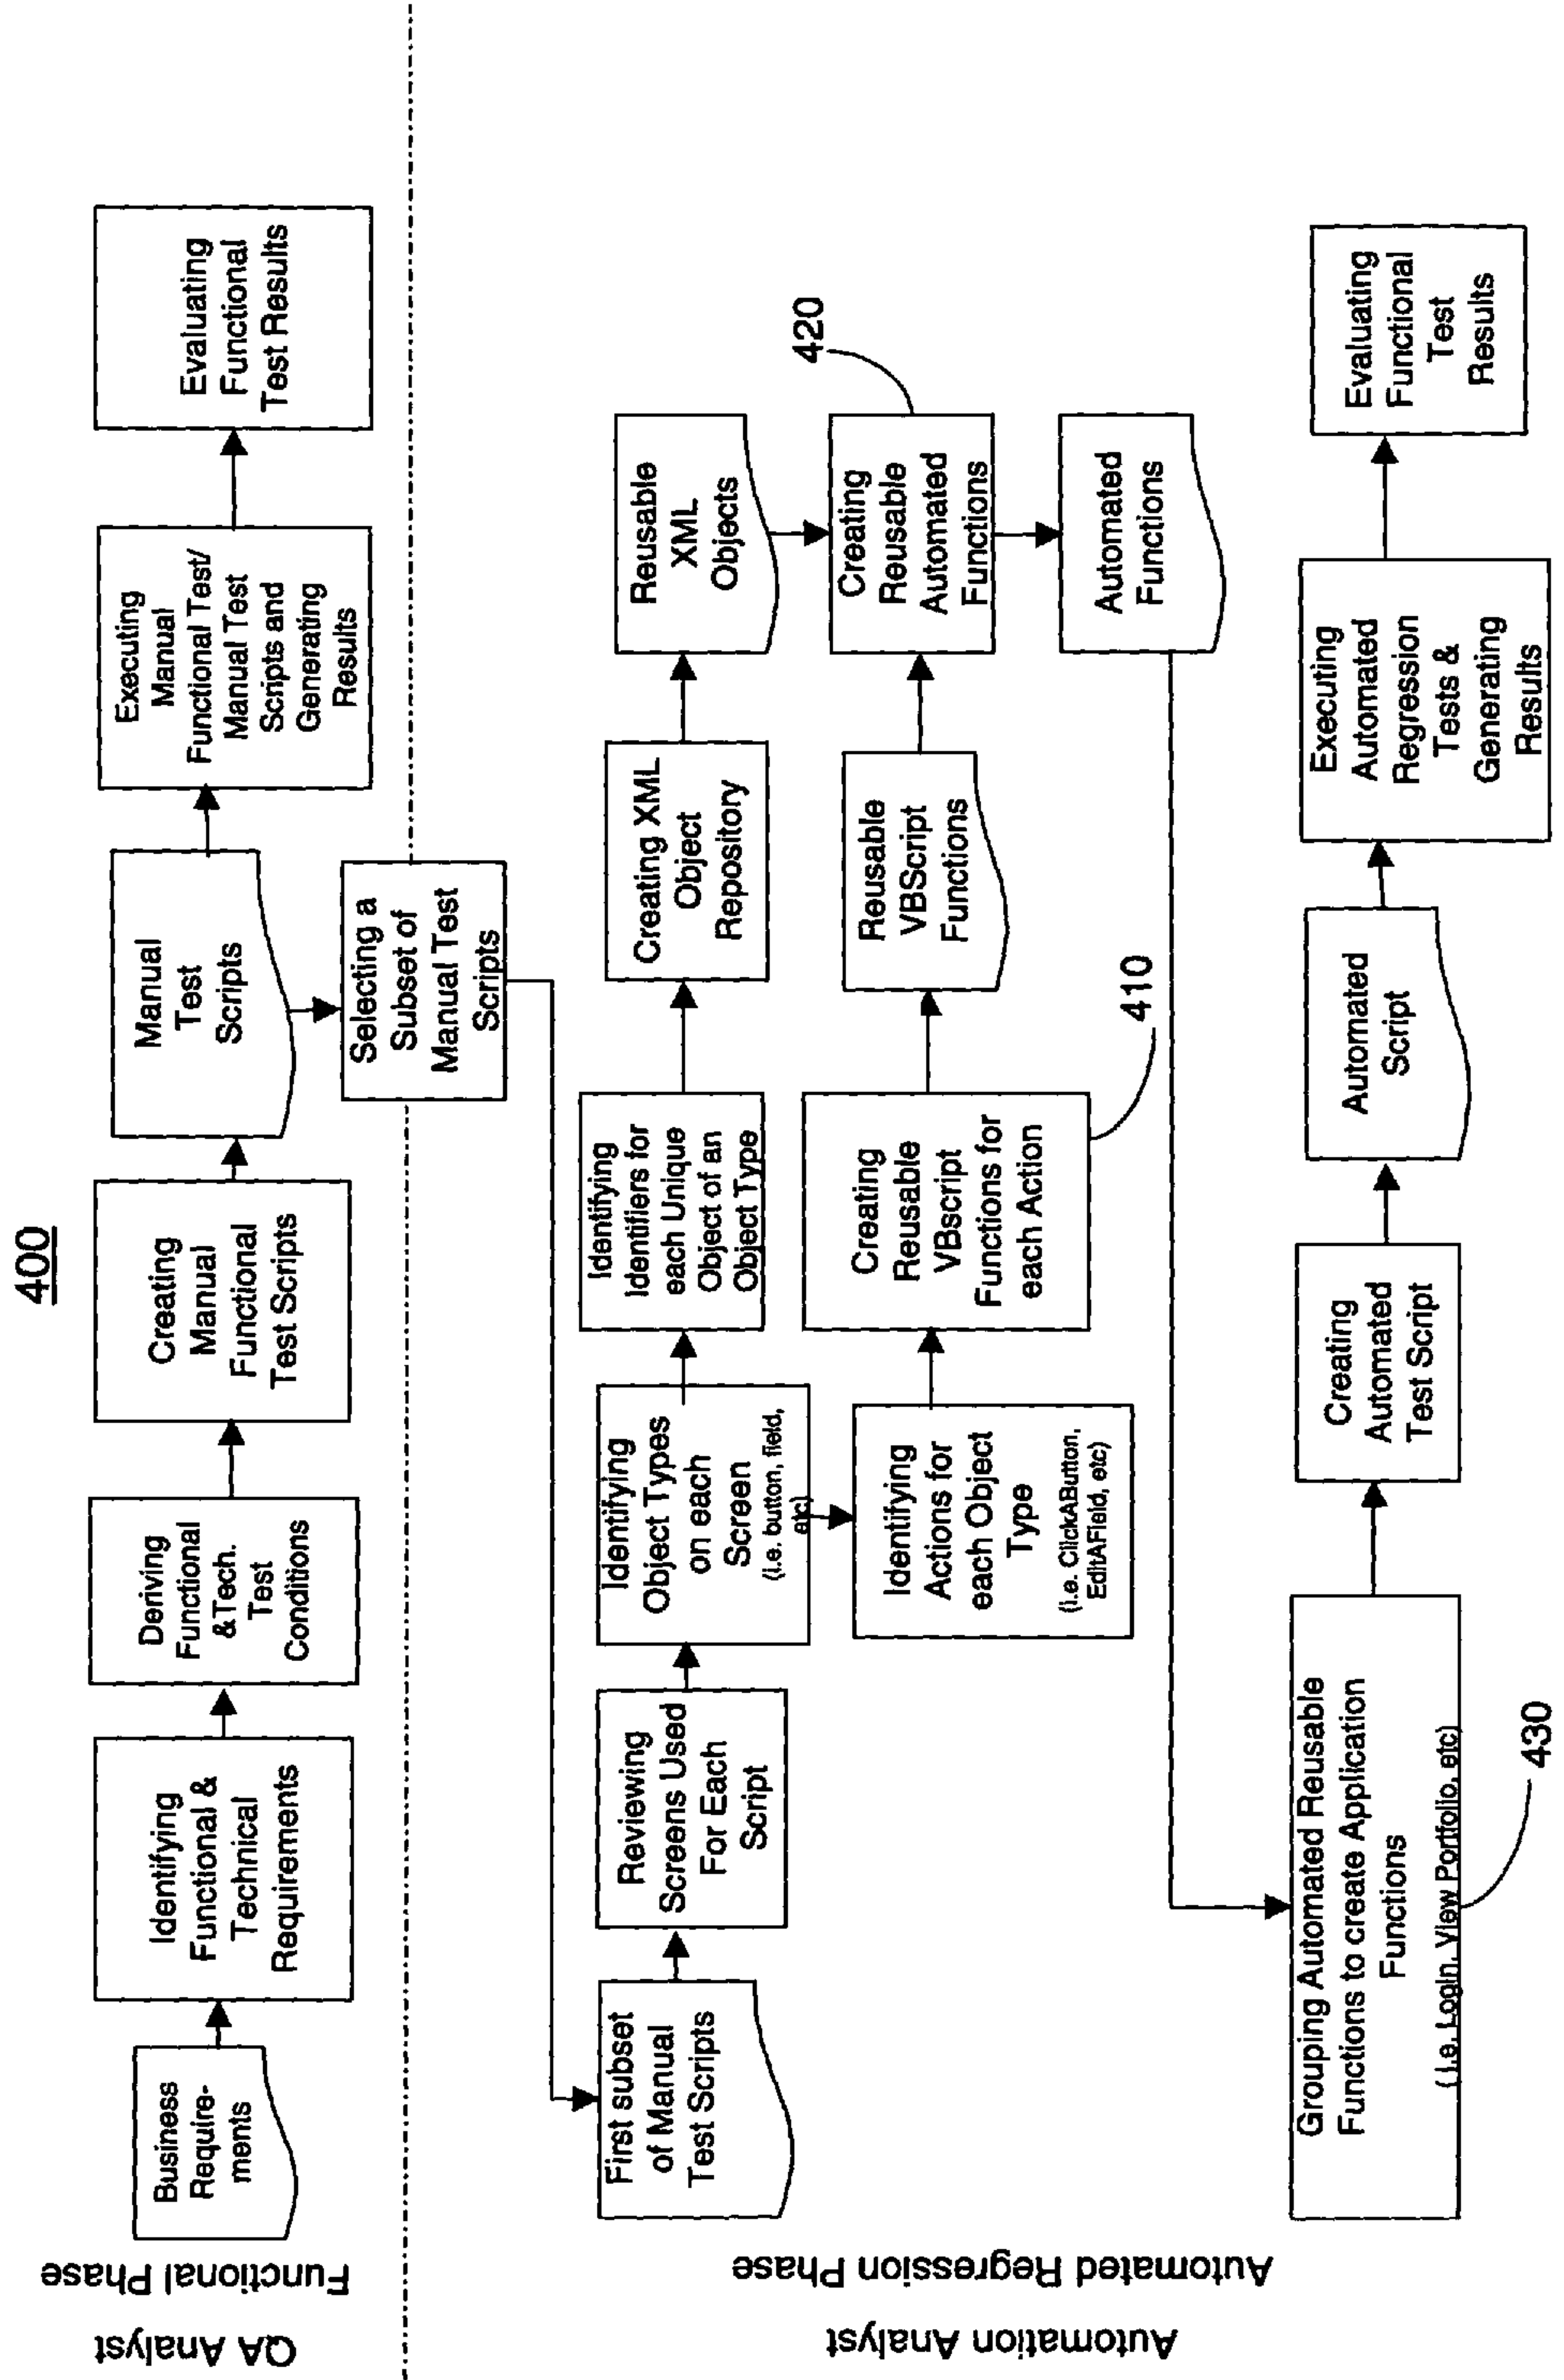 400
QA Analyst
Functional Phase
Business
Require-
ments
Identifying
Functional &
Technical
Requirements
Deriving
Functional
&Tech.
Test
Conditions
Creating
Manual
Functional
Test Scripts
Manual
Test
Scripts
Executing
Manual
Functional Test/
Manual Test
Scripts and
Generating
Results
Evaluating
Functional
Test Results
Selecting a
Subset of
Manual Test
Scripts
Automation Analyst
Automated Regression Phase
First subset
of Manual
Test Scripts
Reviewing
Screens Used
For Each
Script
Identifying
Object Types
on each
Screen
(i.e. button, field,
etc)
Identifying
Identifiers for
each Unique
Object of an
Object Type
Creating XML
Object
Repository
Reusable
XML
Objects
Identifying
Actions for
each Object
Type
(i.e. ClickAButton,
EditAField, etc)
Creating
Reusable
VBscript
Functions for
each Action
410
Reusable
VBScript
Functions
Creating
Reusable
Automated
Functions
420
Automated
Functions
Grouping Automated Reusable
Functions to create Application
Functions
( i.e. LogIn, View Portfolio, etc)
430
Creating
Automated
Test Script
Automated
Script
Executing
Automated
Regression
Tests &
Generating
Results
Evaluating
Functional
Test
Results